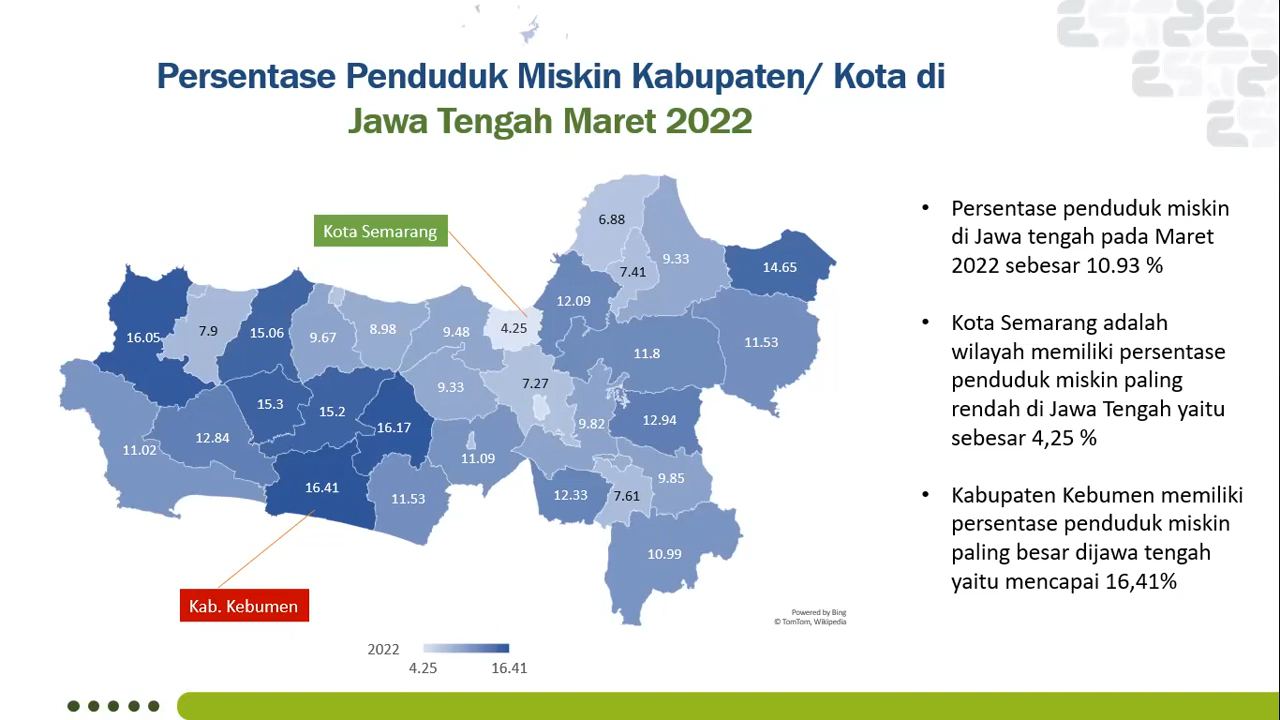 Persentase Penduduk Miskin Kabupaten/ Kota di
Jawa Tengah Maret 2022
Kota Semarang
6.88
9.33
7.41
14.65
12.09
16.05
7.9
15.06
9.67
8.98
9.48
4.25
11.8
11.53
9.33
7.27
15.3
15.2
16.17
9.82
12.94
11.02
12.84
11.09
9.85
16.41
11.53
12.33
7.61
10.99
Kab. Kebumen
Powered by Bing
© TomTom, Wikipedia
2022
4.25
16.41
• Persentase penduduk miskin
di Jawa tengah pada Maret
2022 sebesar 10.93 %
• Kota Semarang adalah
wilayah memiliki persentase
penduduk miskin paling
rendah di Jawa Tengah yaitu
sebesar 4,25 %
• Kabupaten Kebumen memiliki
persentase penduduk miskin
paling besar dijawa tengah
yaitu mencapai 16,41%